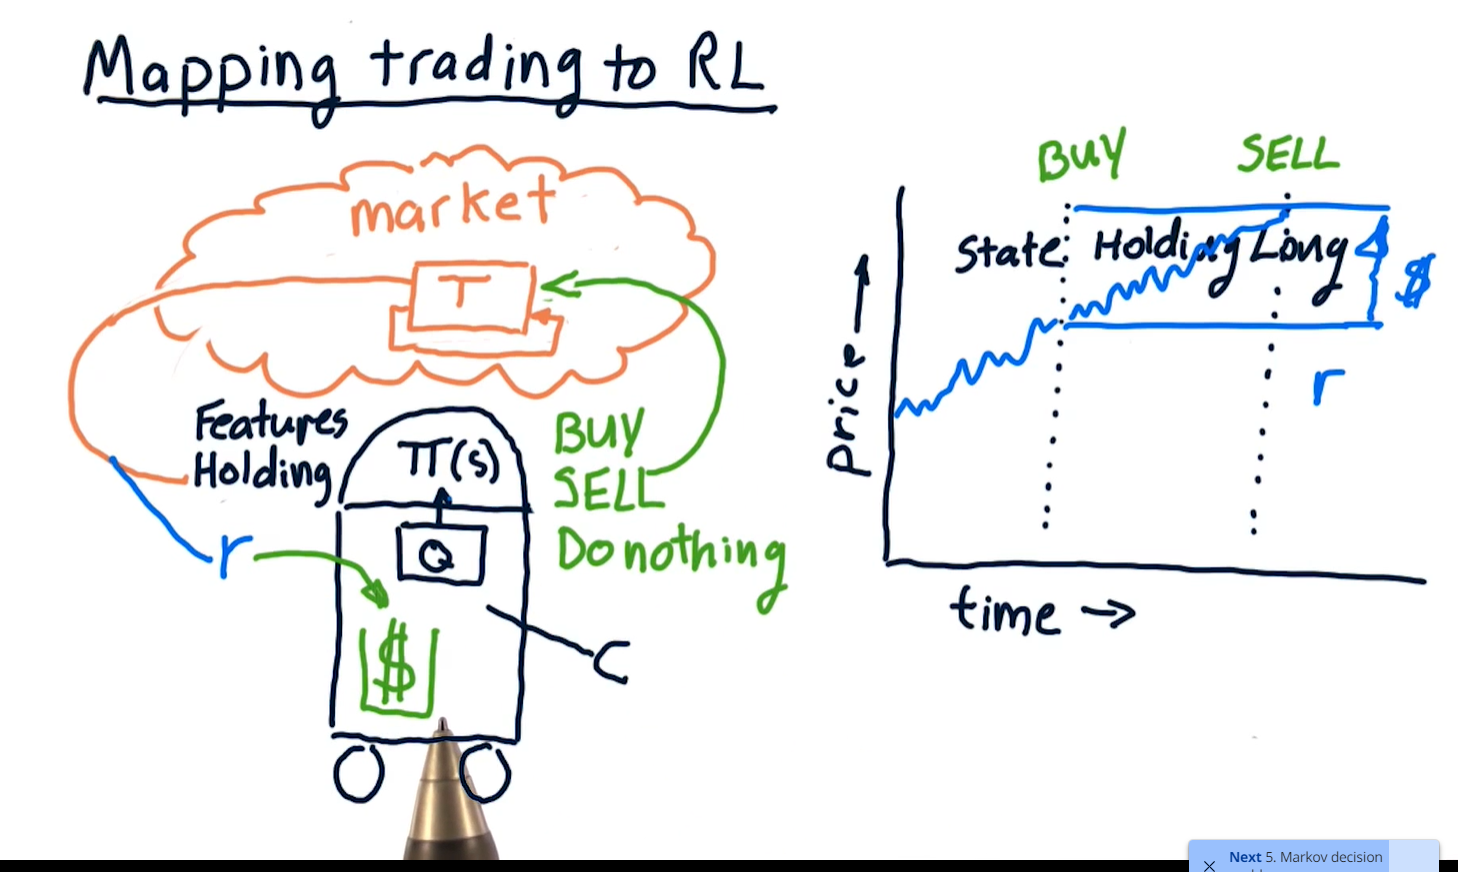 Mapping trading to RL
market
T
Features
Holding
r
π(s)
Q
$
C
BUY
SELL
Do nothing
BUY
SELL
State: Holding Long
$
r
Price →
time →
Next 5. Markov decision